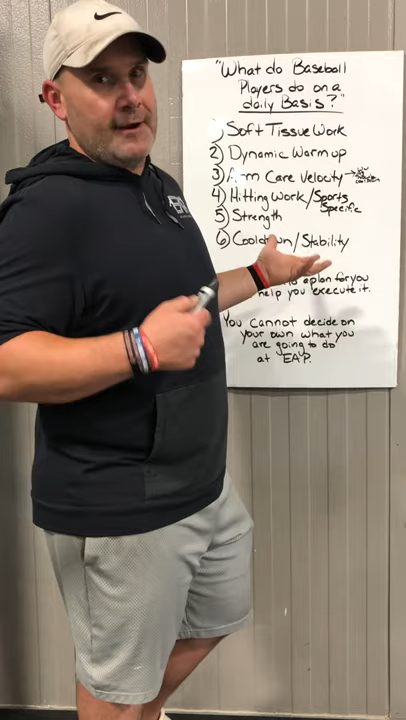 "What do Baseball
Players do on a
daily Basis?"
1) Soft Tissue Work
2) Dynamic Warm up
3) Arm Care Velocity →
4) Hitting Work/Sports
Specific
5) Strength
6) Cooldown/Stability
a plan for you
help you execute it.
You cannot decide on
your own what you
are going to do
at EAP.